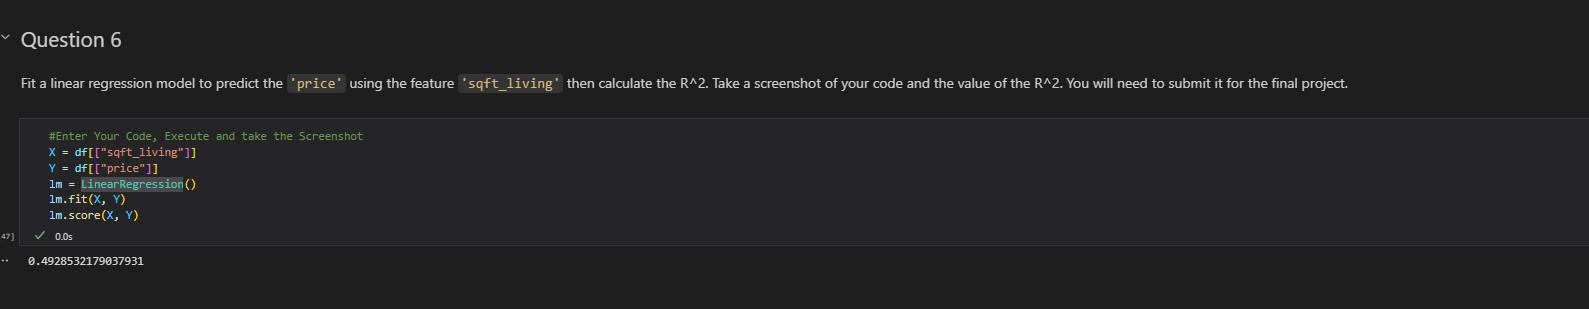 Question 6
Fit a linear regression model to predict the 'price' using the feature 'sqft_living' then calculate the R^2. Take a screenshot of your code and the value of the R^2. You will need to submit it for the final project.
#Enter Your Code, Execute and take the Screenshot
X = df[["sqft_living"]]
Y = df[["price"]]
lm = LinearRegression()
lm.fit(X, Y)
lm.score(X, Y)
47] 0.0s
0.4928532179037931